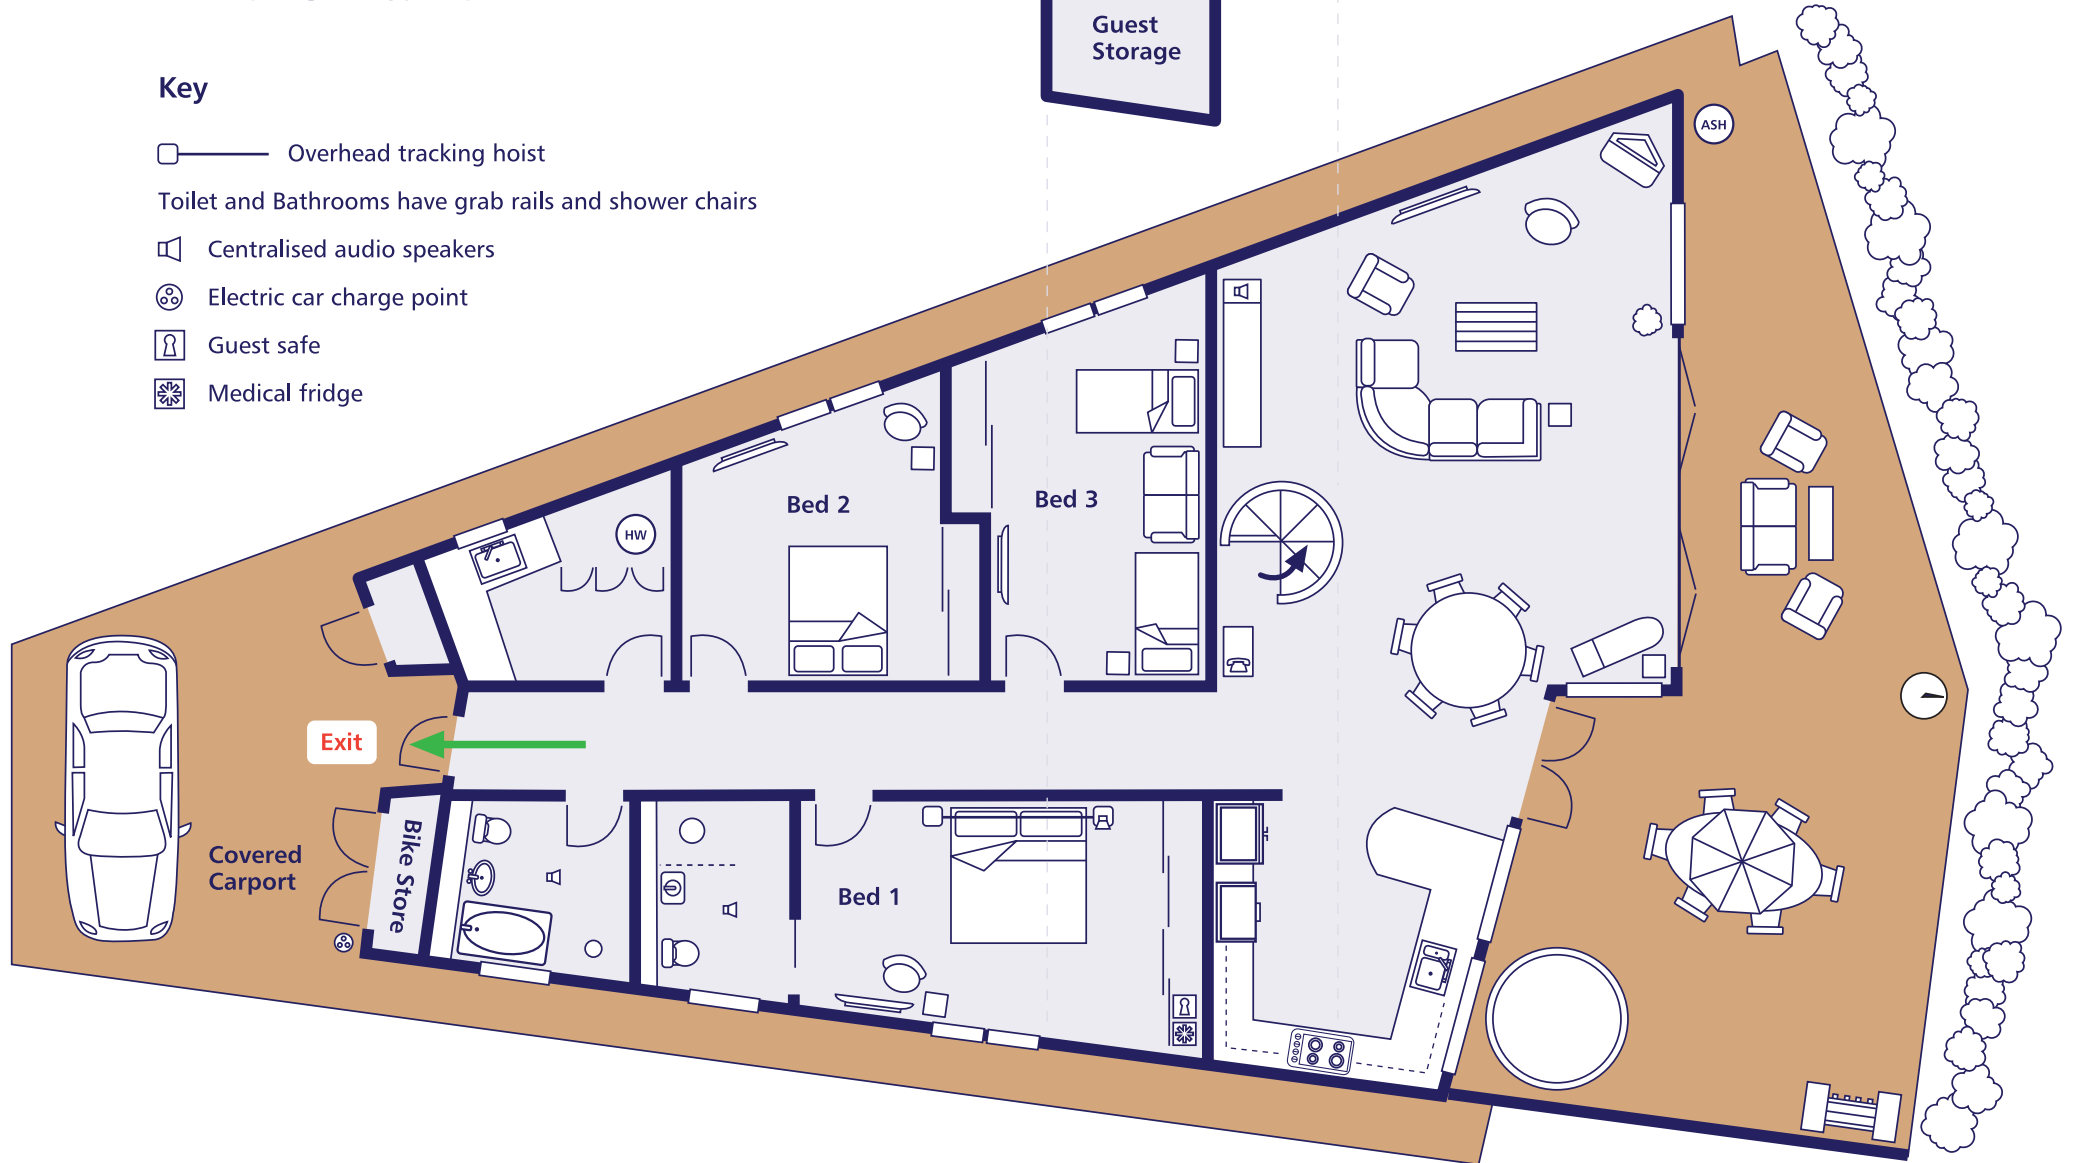 Guest
Storage
Key
Overhead tracking hoist
Toilet and Bathrooms have grab rails and shower chairs
Centralised audio speakers
Electric car charge point
Guest safe
Medical fridge
ASH
HW
Bed 2
Bed 3
Exit
Covered
Carport
Bike Store
Bed 1